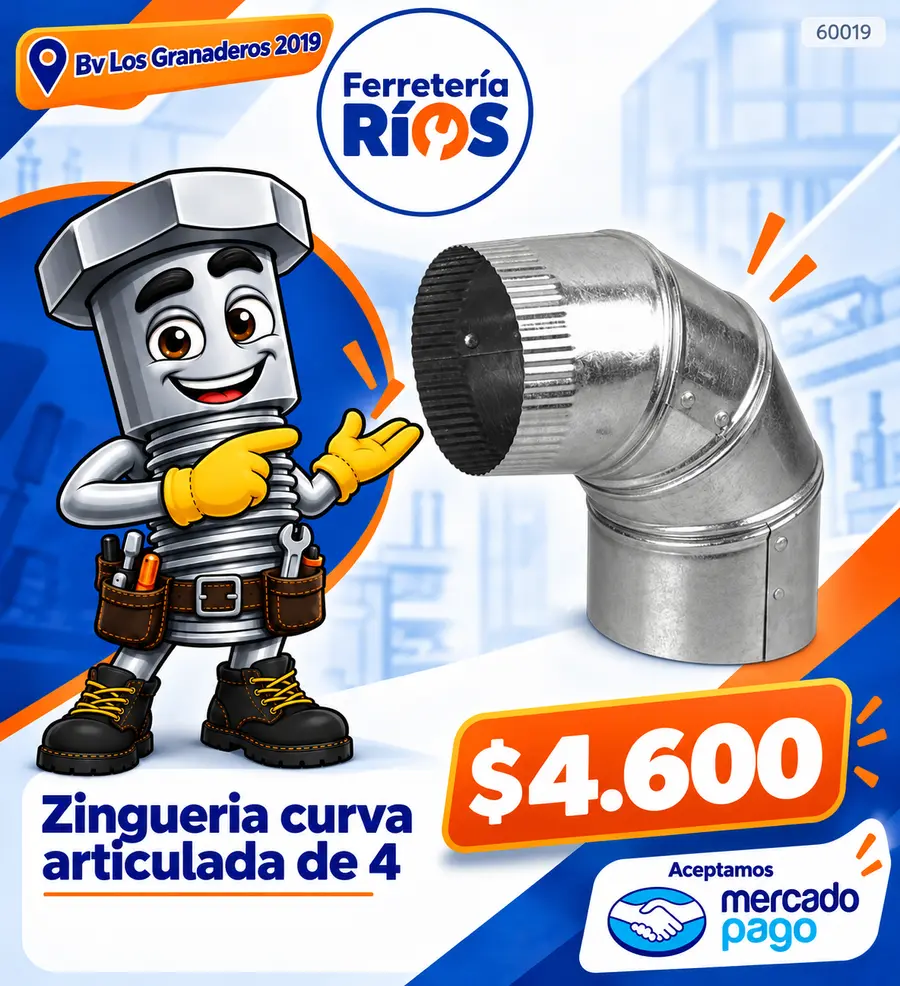 Bv Los Granaderos 2019
60019
Ferretería
RÍOS
$4.600
Zingueria curva
articulada de 4
Aceptamos
mercado
pago